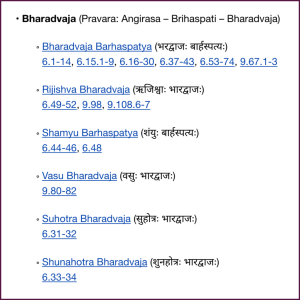 • Bharadvaja (Pravara: Angirasa – Brihaspati – Bharadvaja)
◦ Bharadvaja Barhaspatya (भरद्वाजः बार्हस्पत्यः)
6.1-14, 6.15.1-9, 6.16-30, 6.37-43, 6.53-74, 9.67.1-3
◦ Rijishva Bharadvaja (ऋजिश्वाः भारद्वाजः)
6.49-52, 9.98, 9.108.6-7
◦ Shamyu Barhaspatya (शंयुः बार्हस्पत्यः)
6.44-46, 6.48
◦ Vasu Bharadvaja (वसुः भारद्वाजः)
9.80-82
◦ Suhotra Bharadvaja (सुहोत्रः भारद्वाजः)
6.31-32
◦ Shunahotra Bharadvaja (शुनहोत्रः भारद्वाजः)
6.33-34